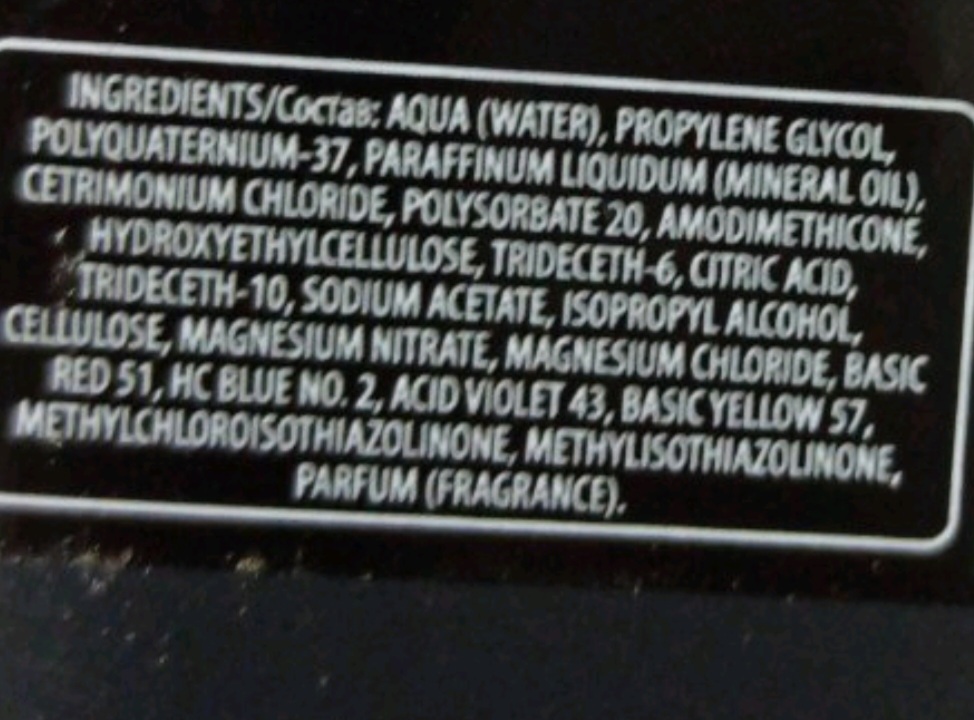 INGREDIENTS/Состав: AQUA (WATER), PROPYLENE GLYCOL,
POLYQUATERNIUM-37, PARAFFINUM LIQUIDUM (MINERAL OIL),
CETRIMONIUM CHLORIDE, POLYSORBATE 20, AMODIMETHICONE,
HYDROXYETHYLCELLULOSE, TRIDECETH-6, CITRIC ACID,
TRIDECETH-10, SODIUM ACETATE, ISOPROPYL ALCOHOL,
CELLULOSE, MAGNESIUM NITRATE, MAGNESIUM CHLORIDE, BASIC
RED 51, HC BLUE NO. 2, ACID VIOLET 43, BASIC YELLOW 57,
METHYLCHLOROISOTHIAZOLINONE, METHYLISOTHIAZOLINONE,
PARFUM (FRAGRANCE).